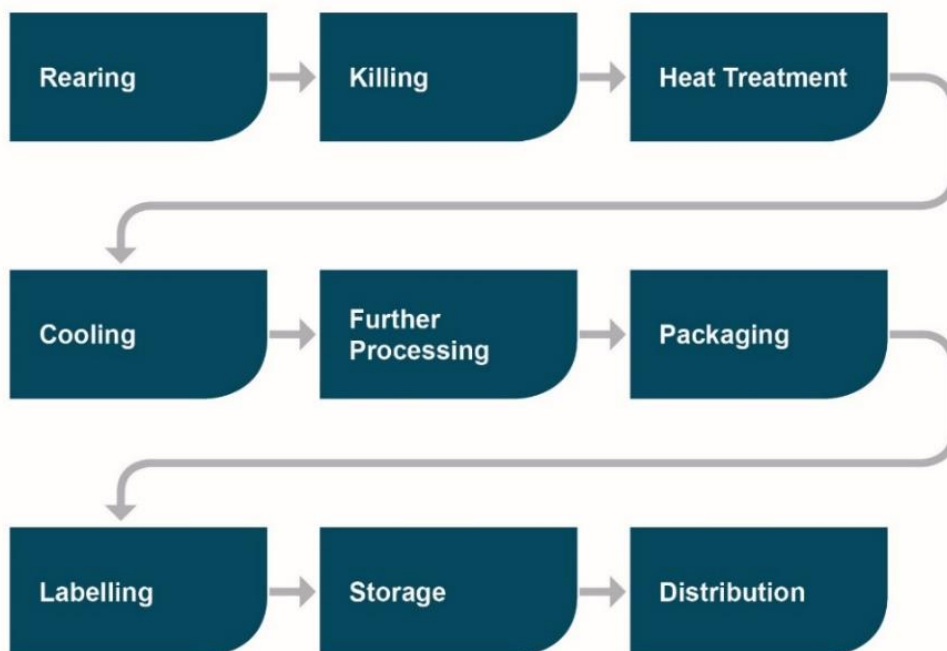 Rearing
Killing
Heat Treatment
Cooling
Further
Processing
Packaging
Labelling
Storage
Distribution